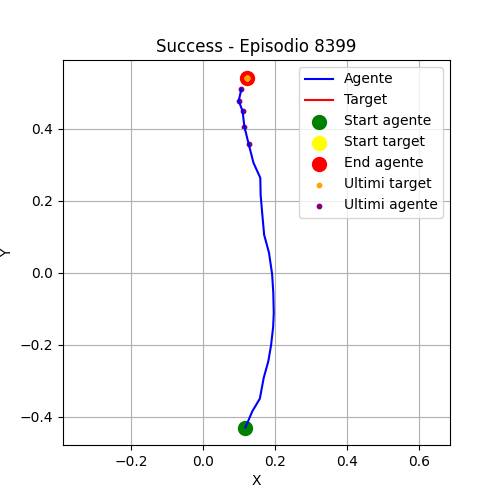 Success - Episodio 8399
Agente
Target
Start agente
Start target
End agente
Ultimi target
Ultimi agente
Y
0.4
0.2
0.0
−0.2
−0.4
−0.2
0.0
0.2
0.4
0.6
X